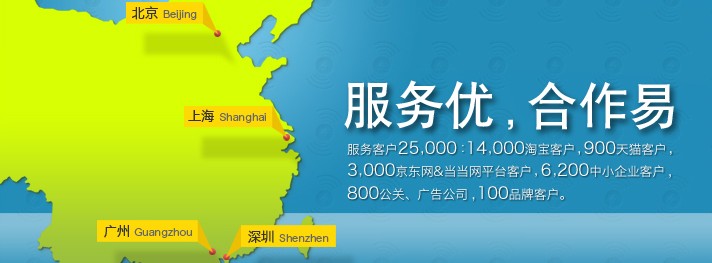 北京 Beijing
上海 Shanghai
服务优，合作易
服务客户25,000：14,000淘宝客户，900天猫客户，
3,000京东网&当当网平台客户，6,200中小企业客户，
800公关、广告公司，100品牌客户。
广州 Guangzhou
深圳 Shenzhen